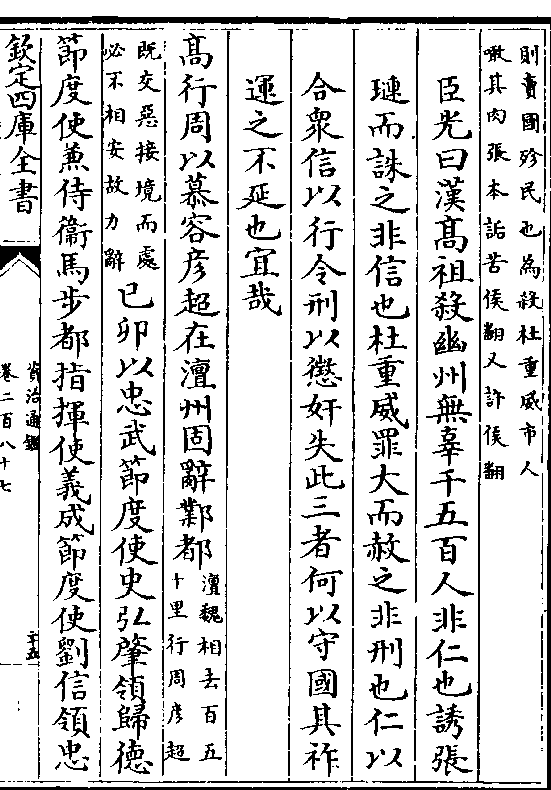 則賣國殄民也為殺杜重威市人
噉其肉張本詬苦侯翻又許侯翻
臣光曰漢髙祖殺幽州無辜千五百人非仁也誘張
璉而誅之非信也杜重威罪大而赦之非刑也仁以
合衆信以行令刑以懲奸失此三者何以守國其祚
運之不延也宜哉
髙行周以慕容彦超在澶州固辭鄴都澶魏相去百五
十里行周彦超
既交惡接境而處
必不相安故力辭己卯以忠武節度使史弘肇領歸徳
節度使兼侍衞馬步都指揮使義成節度使劉信領忠
欽定四庫全書
資治通鑑
卷二百八十七
二十五